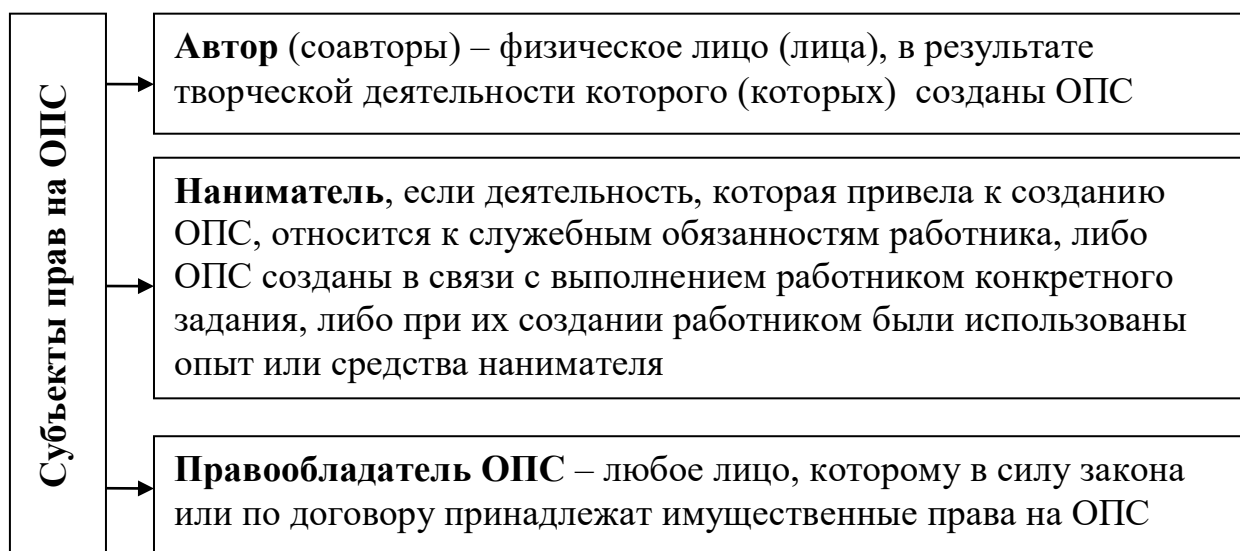 Субъекты прав на ОПС
Автор (соавторы) – физическое лицо (лица), в результате
творческой деятельности которого (которых) созданы ОПС
Наниматель, если деятельность, которая привела к созданию
ОПС, относится к служебным обязанностям работника, либо
ОПС созданы в связи с выполнением работником конкретного
задания, либо при их создании работником были использованы
опыт или средства нанимателя
Правообладатель ОПС – любое лицо, которому в силу закона
или по договору принадлежат имущественные права на ОПС